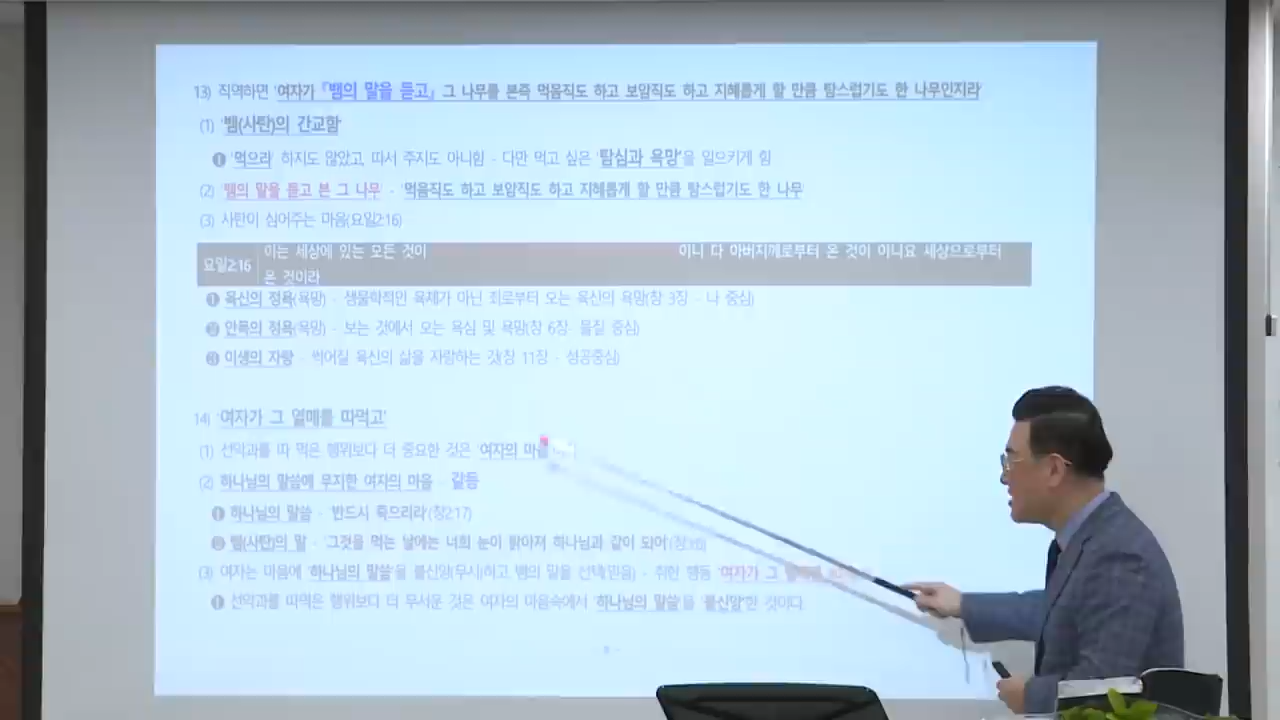 13) 직역하면 '여자가 『뱀의 말을 듣고』 그 나무를 본즉 먹음직도 하고 보암직도 하고 지혜롭게 할 만큼 탐스럽기도 한 나무인지라'
(1) '뱀(사탄)의 간교함'
❶ '먹으라' 하지도 않았고, 따서 주지도 아니함 - 다만 먹고 싶은 '탐심과 욕망'을 일으키게 함
(2) '뱀의 말을 듣고 본 그 나무' - '먹음직도 하고 보암직도 하고 지혜롭게 할 만큼 탐스럽기도 한 나무'
(3) 사탄이 심어주는 마음(요일2:16)
요일2:16 이는 세상에 있는 모든 것이 이니 다 아버지께로부터 온 것이 아니요 세상으로부터
온 것이라
❶ 육신의 정욕(욕망) - 생물학적인 육체가 아닌 죄로부터 오는 육신의 욕망(창 3장 - 나 중심)
❷ 안목의 정욕(욕망) - 보는 것에서 오는 욕심 및 욕망(창 6장- 물질 중심)
❸ 이생의 자랑 - 썩어질 육신의 삶을 자랑하는 것(창 11장 - 성공중심)
14) '여자가 그 열매를 따먹고'
(1) 선악과를 따 먹은 행위보다 더 중요한 것은 '여자의
(2) 하나님의 말씀에 무지한 여자의 마음 - 갈등
❶ 하나님의 말씀 - '반드시 죽으리라'(창2:17)
❷ 뱀(사탄)의 말 - '그것을 먹는 날에는 너희 눈이 밝아져 하나님과 같이 되어'
(3) 여자는 마음에 '하나님의 말씀'을 불신앙(무시)하고, 뱀의 말을 선택(믿음) - 취한 행동 '여자가 그
❶ 선악과를 따먹은 행위보다 더 무서운 것은 여자의 마음속에서 '하나님의 말씀'을 '불신앙'한 것이다